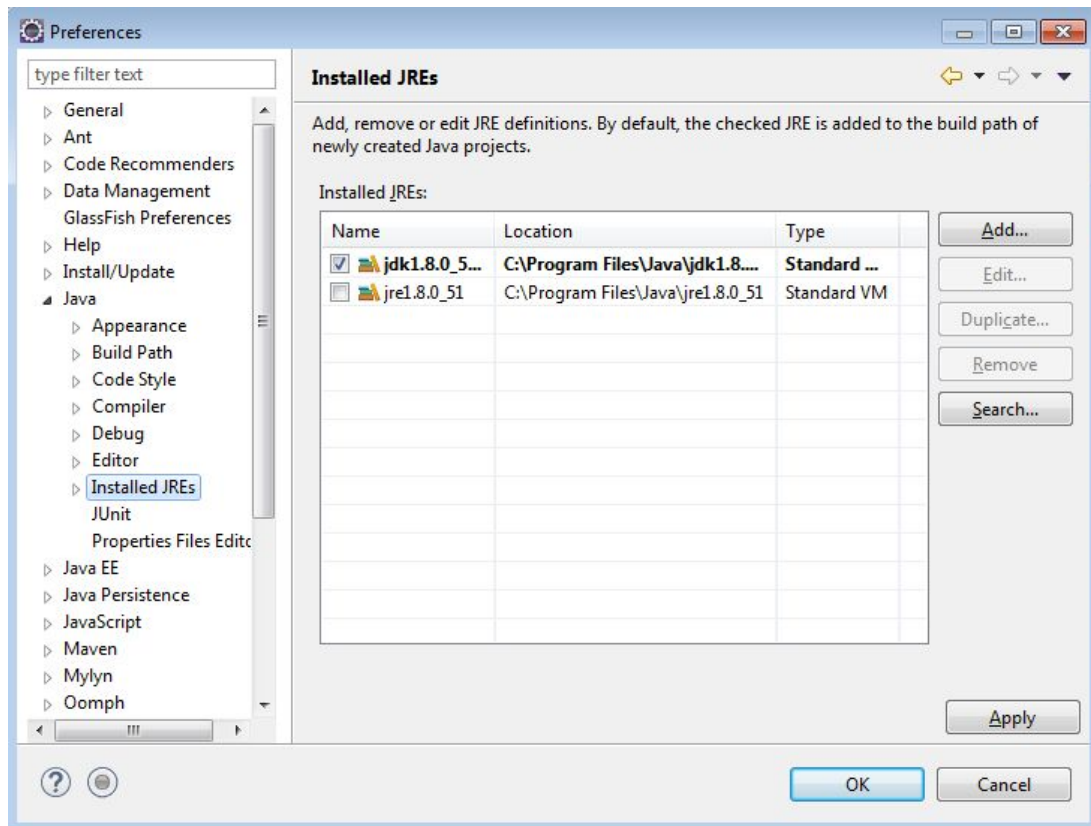 Preferences
type filter text
General
Ant
Code Recommenders
Data Management
GlassFish Preferences
Help
Install/Update
Java
Appearance
Build Path
Code Style
Compiler
Debug
Editor
Installed JREs
JUnit
Properties Files Edito
Java EE
Java Persistence
JavaScript
Maven
Mylyn
Oomph
Installed JREs
Add, remove or edit JRE definitions. By default, the checked JRE is added to the build path of
newly created Java projects.
Installed JREs:
Name Location Type
jdk1.8.0_5... C:\Program Files\Java\jdk1.8.... Standard ...
jre1.8.0_51 C:\Program Files\Java\jre1.8.0_51 Standard VM
Add...
Edit...
Duplicate...
Remove
Search...
Apply
OK Cancel